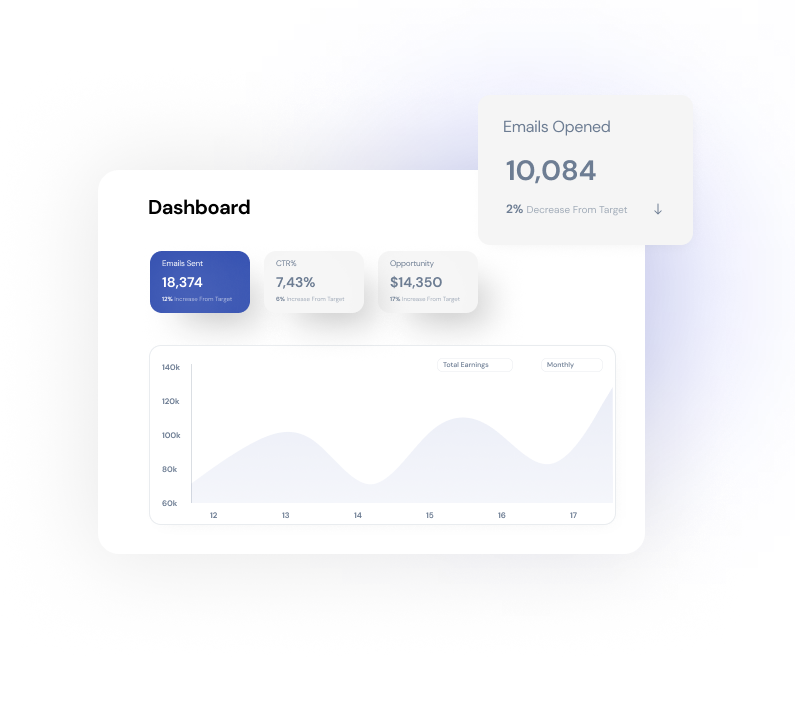 Emails Opened
10,084
2% Decrease From Target
Dashboard
Emails Sent
18,374
12% Increase From Target
CTR%
7,43%
6% Increase From Target
Opportunity
$14,350
17% Increase From Target
Total Earnings
Monthly
140k
120k
100k
80k
60k
12 13 14 15 16 17